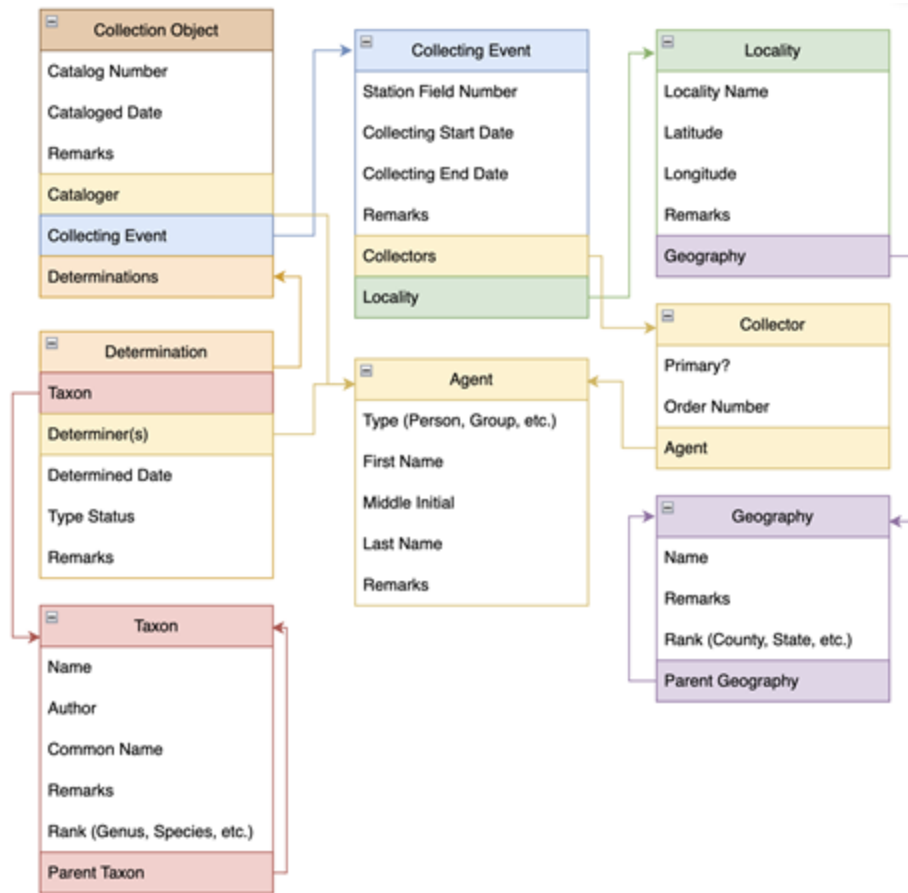 Collection Object
Catalog Number
Cataloged Date
Remarks
Cataloger
Collecting Event
Determinations
Determination
Taxon
Determiner(s)
Determined Date
Type Status
Remarks
Taxon
Name
Author
Common Name
Remarks
Rank (Genus, Species, etc.)
Parent Taxon
Collecting Event
Station Field Number
Collecting Start Date
Collecting End Date
Remarks
Collectors
Locality
Agent
Type (Person, Group, etc.)
First Name
Middle Initial
Last Name
Remarks
Locality
Locality Name
Latitude
Longitude
Remarks
Geography
Collector
Primary?
Order Number
Agent
Geography
Name
Remarks
Rank (County, State, etc.)
Parent Geography